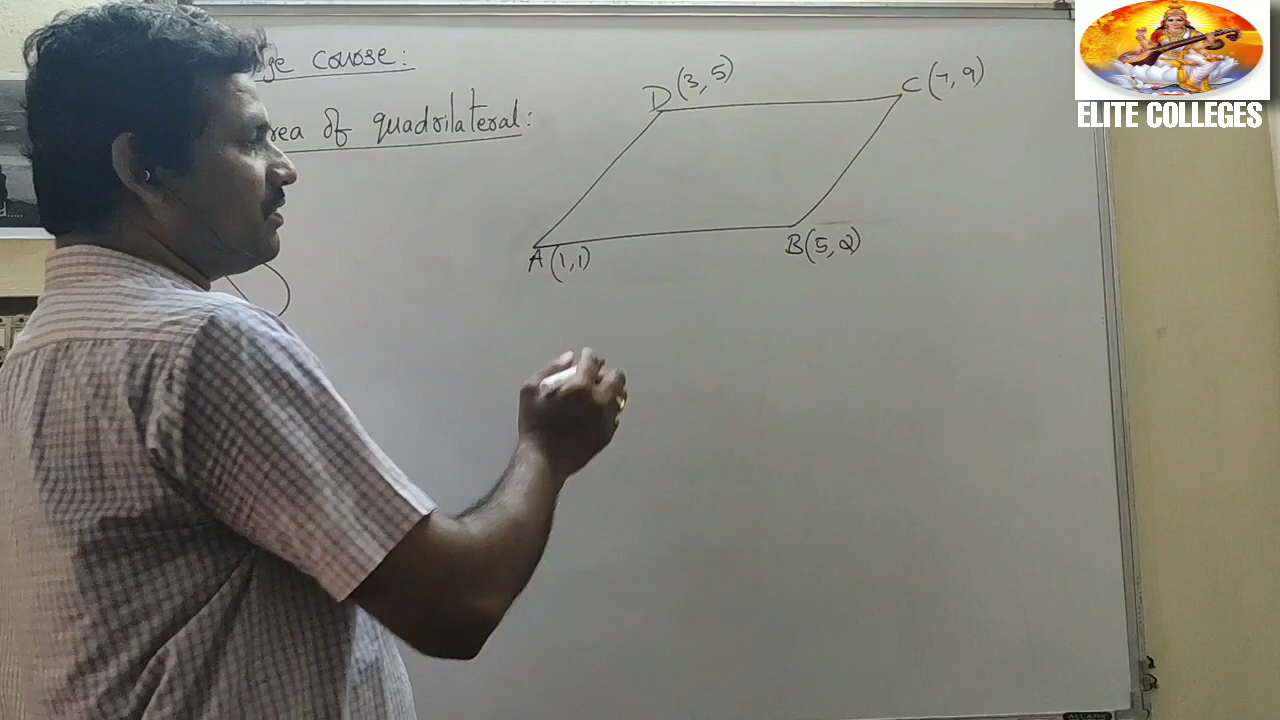 ge course:
rea of quadrilateral:
D (3, 5)
C (7, 9)
A (1, 1)
B (5, 2)
ELITE COLLEGES